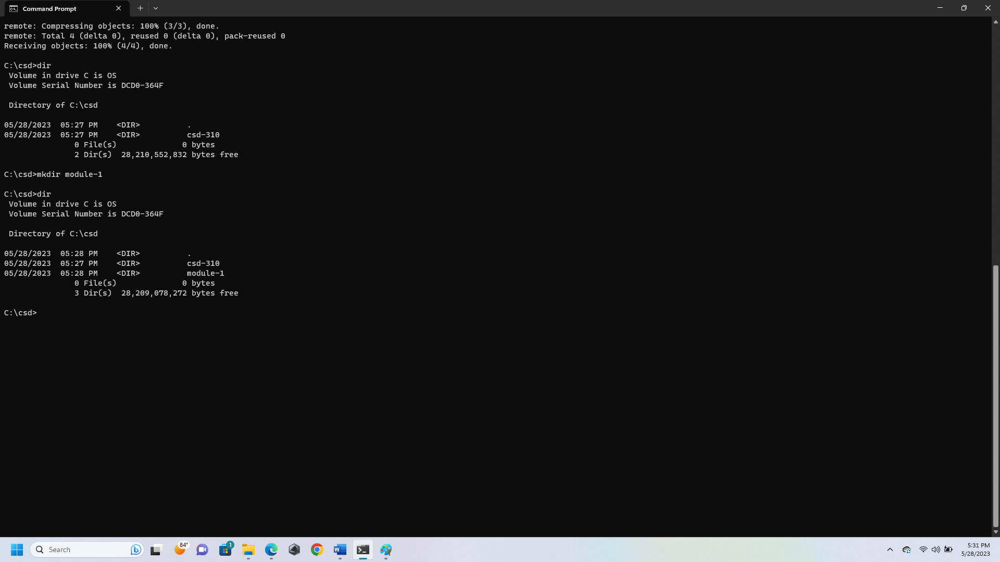 Command Prompt
remote: Compressing objects: 100% (3/3), done.
remote: Total 4 (delta 0), reused 0 (delta 0), pack-reused 0
Receiving objects: 100% (4/4), done.
C:\csd>dir
Volume in drive C is OS
Volume Serial Number is DCD0-364F
Directory of C:\csd
05/28/2023  05:27 PM    <DIR>          .
05/28/2023  05:27 PM    <DIR>          csd-310
0 File(s)              0 bytes
2 Dir(s)  28,210,552,832 bytes free
C:\csd>mkdir module-1
C:\csd>dir
Volume in drive C is OS
Volume Serial Number is DCD0-364F
Directory of C:\csd
05/28/2023  05:28 PM    <DIR>          .
05/28/2023  05:27 PM    <DIR>          csd-310
05/28/2023  05:28 PM    <DIR>          module-1
0 File(s)              0 bytes
3 Dir(s)  28,209,078,272 bytes free
C:\csd>
Search
84°
1
5:31 PM
5/28/2023